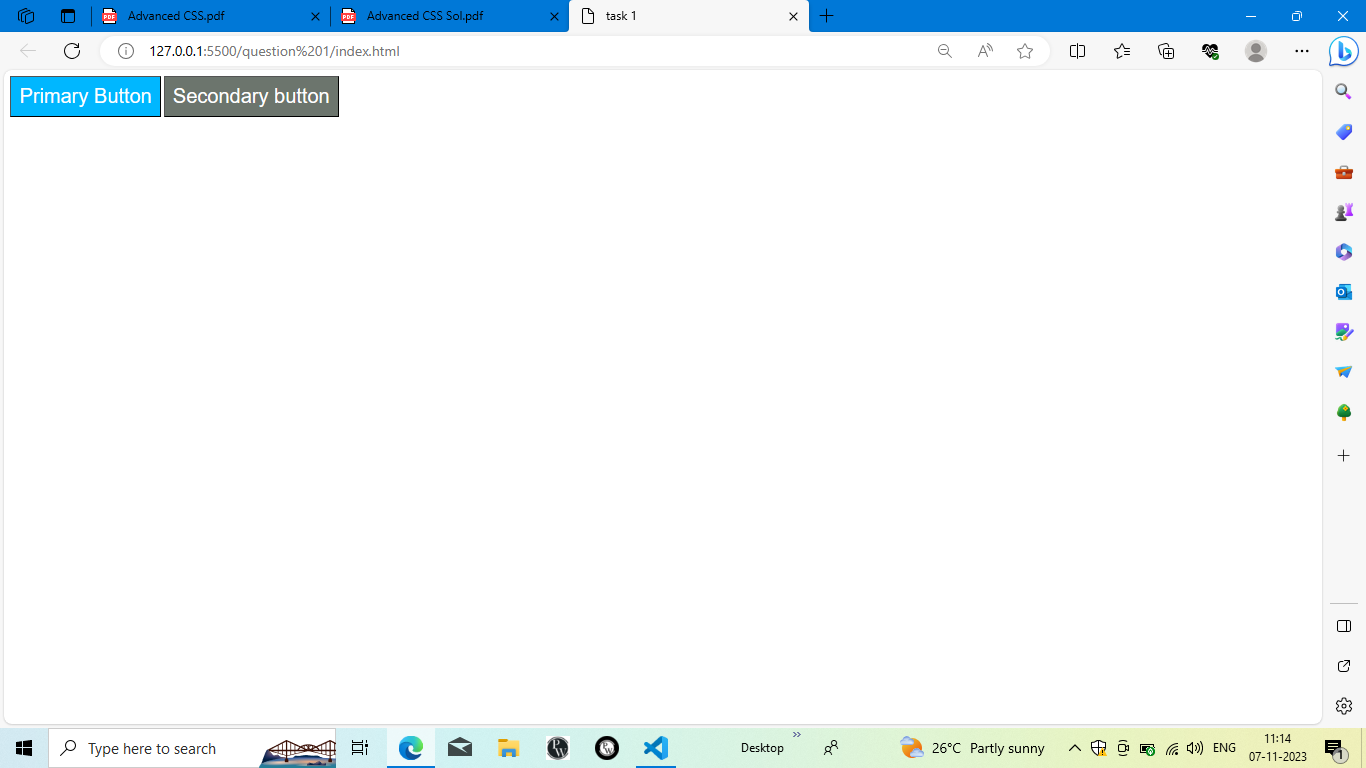 Advanced CSS.pdf
Advanced CSS Sol.pdf
task 1
127.0.0.1:5500/question%201/index.html
Primary Button
Secondary button
Type here to search
Desktop
26°C Partly sunny
ENG
11:14
07-11-2023
1